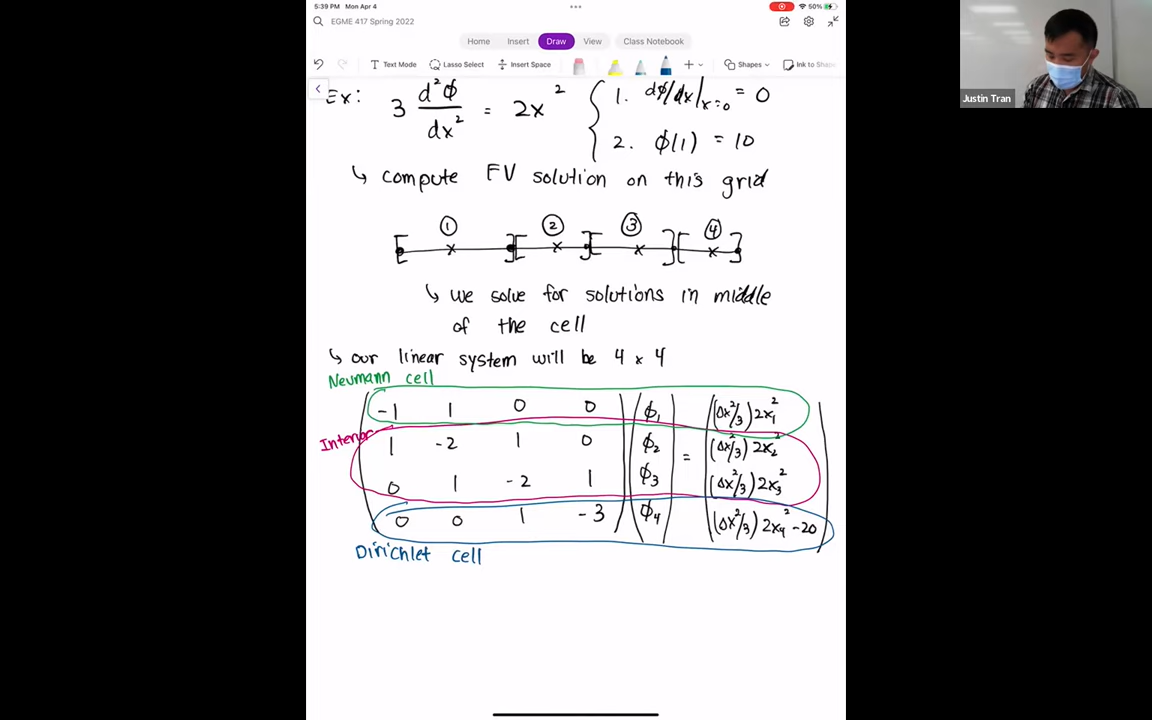 5:39 PM Mon Apr 4
50%
EGME 417 Spring 2022
Home Insert Draw View Class Notebook
Text Mode Lasso Select Insert Space Shapes Ink to Shape
Ex: 3 d²φ/dx² = 2x² { 1. dφ/dx|x=0 = 0
2. φ(1) = 10
↳ compute FV solution on this grid
① ② ③ ④
↳ we solve for solutions in middle
of the cell
↳ our linear system will be 4 x 4
Neumann cell
-1 1 0 0 φ₁ (Δx²/3) 2x₁²
Interior 1 -2 1 0 φ₂ = (Δx²/3) 2x₂²
0 1 -2 1 φ₃ (Δx²/3) 2x₃²
0 0 1 -3 φ₄ (Δx²/3) 2x₄² -20
Dirichlet cell
Justin Tran